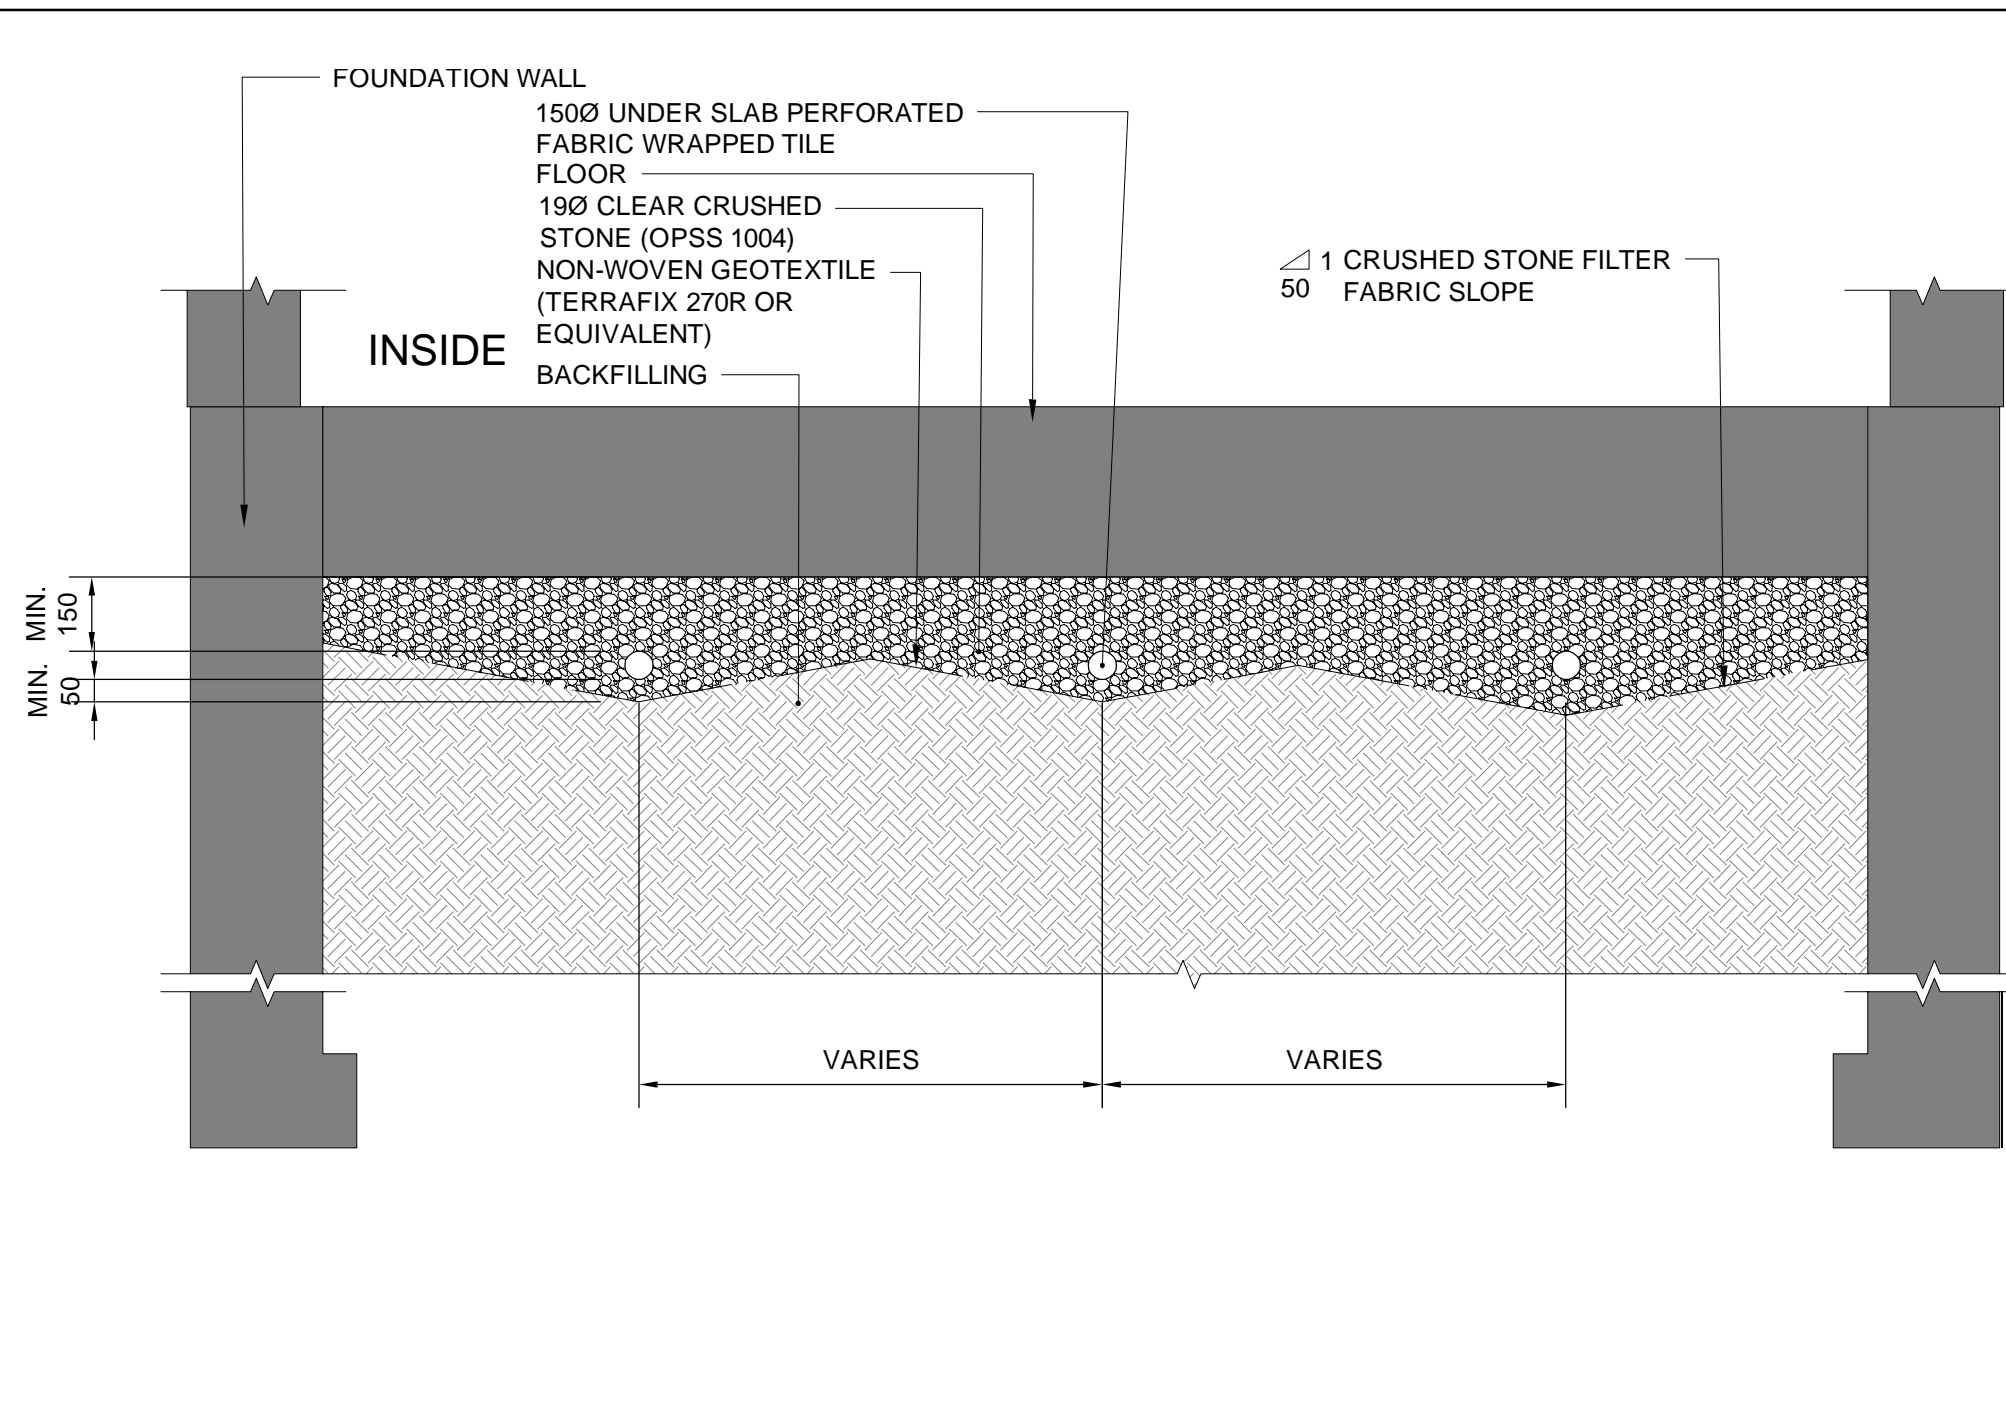 FOUNDATION WALL
150Ø UNDER SLAB PERFORATED
FABRIC WRAPPED TILE
FLOOR
19Ø CLEAR CRUSHED
STONE (OPSS 1004)
NON-WOVEN GEOTEXTILE
(TERRAFIX 270R OR
EQUIVALENT)
BACKFILLING
INSIDE
1 CRUSHED STONE FILTER
50 FABRIC SLOPE
MIN.
150
MIN.
50
VARIES
VARIES